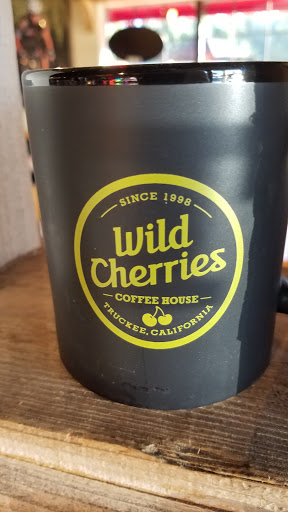 SINCE 1998
Wild
Cherries
COFFEE HOUSE
TRUCKEE, CALIFORNIA